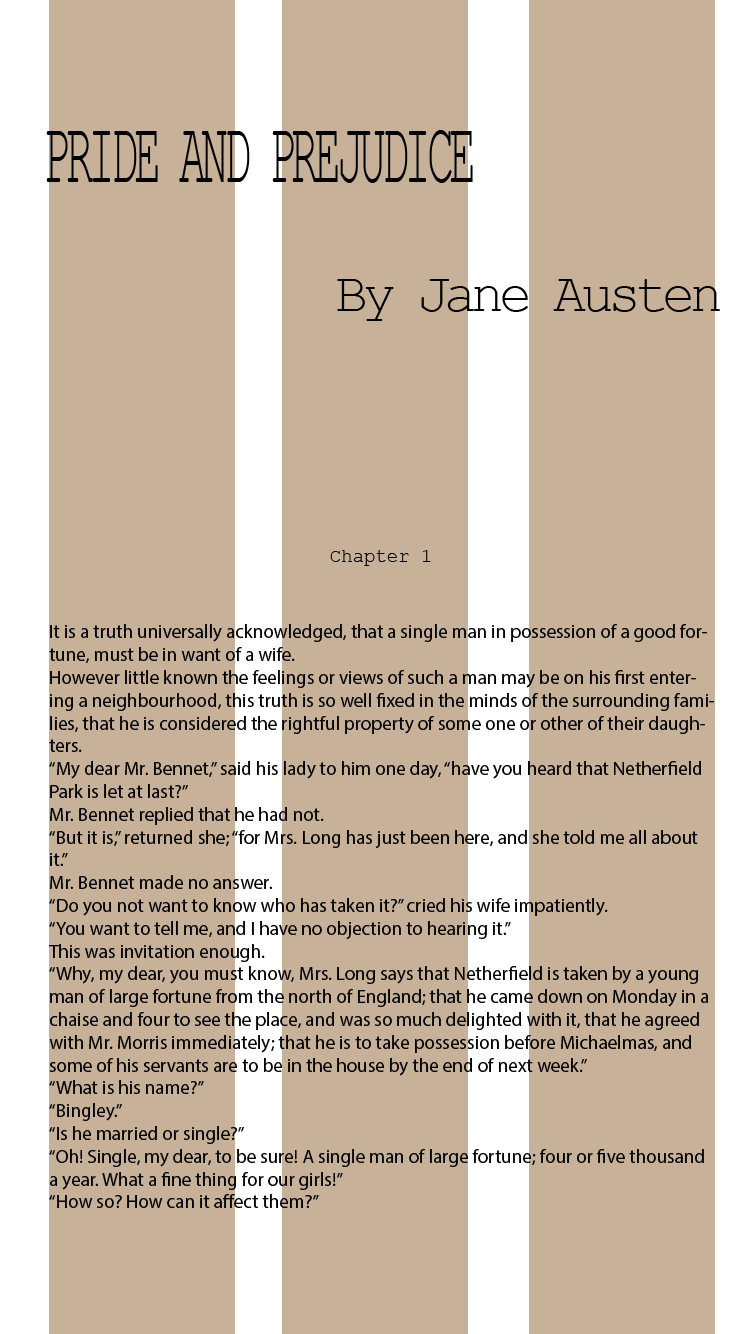 PRIDE AND PREJUDICE
By Jane Austen
Chapter 1
It is a truth universally acknowledged, that a single man in possession of a good for-
tune, must be in want of a wife.
However little known the feelings or views of such a man may be on his first enter-
ing a neighbourhood, this truth is so well fixed in the minds of the surrounding fami-
lies, that he is considered the rightful property of some one or other of their daugh-
ters.
“My dear Mr. Bennet,” said his lady to him one day, “have you heard that Netherfield
Park is let at last?”
Mr. Bennet replied that he had not.
“But it is,” returned she; “for Mrs. Long has just been here, and she told me all about
it.”
Mr. Bennet made no answer.
“Do you not want to know who has taken it?” cried his wife impatiently.
“You want to tell me, and I have no objection to hearing it.”
This was invitation enough.
“Why, my dear, you must know, Mrs. Long says that Netherfield is taken by a young
man of large fortune from the north of England; that he came down on Monday in a
chaise and four to see the place, and was so much delighted with it, that he agreed
with Mr. Morris immediately; that he is to take possession before Michaelmas, and
some of his servants are to be in the house by the end of next week.”
“What is his name?”
“Bingley.”
“Is he married or single?”
“Oh! Single, my dear, to be sure! A single man of large fortune; four or five thousand
a year. What a fine thing for our girls!”
“How so? How can it affect them?”